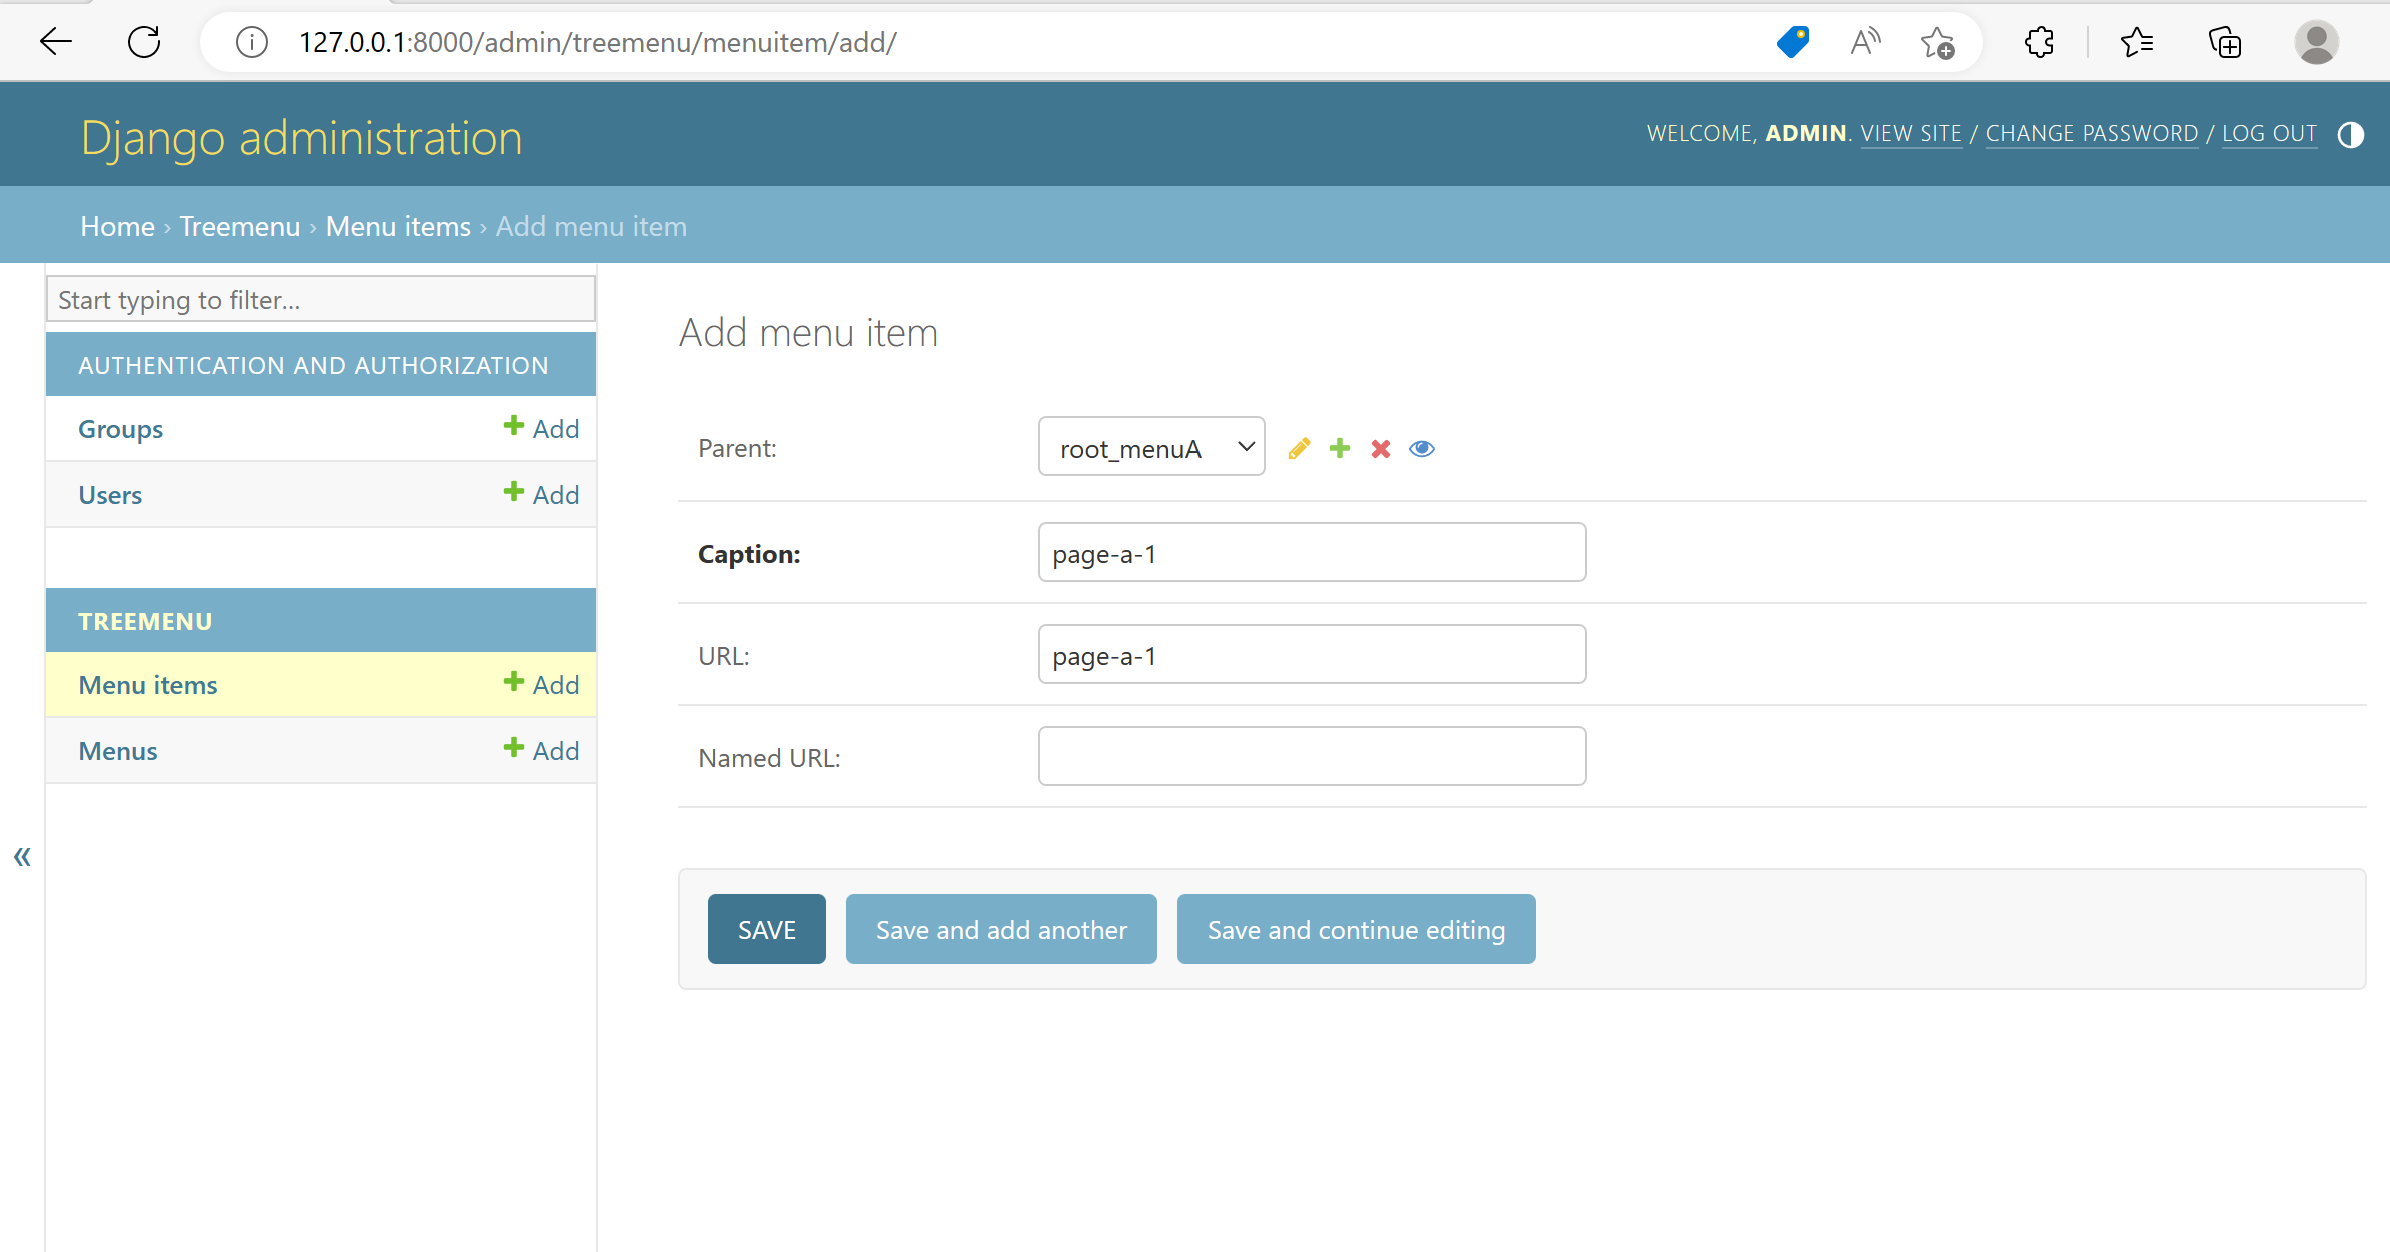 127.0.0.1:8000/admin/treemenu/menuitem/add/
Django administration
WELCOME, ADMIN. VIEW SITE / CHANGE PASSWORD / LOG OUT
Home › Treemenu › Menu items › Add menu item
Start typing to filter...
AUTHENTICATION AND AUTHORIZATION
Groups Add
Users Add
TREEMENU
Menu items Add
Menus Add
«
Add menu item
Parent: root_menuA
Caption: page-a-1
URL: page-a-1
Named URL:
SAVE Save and add another Save and continue editing